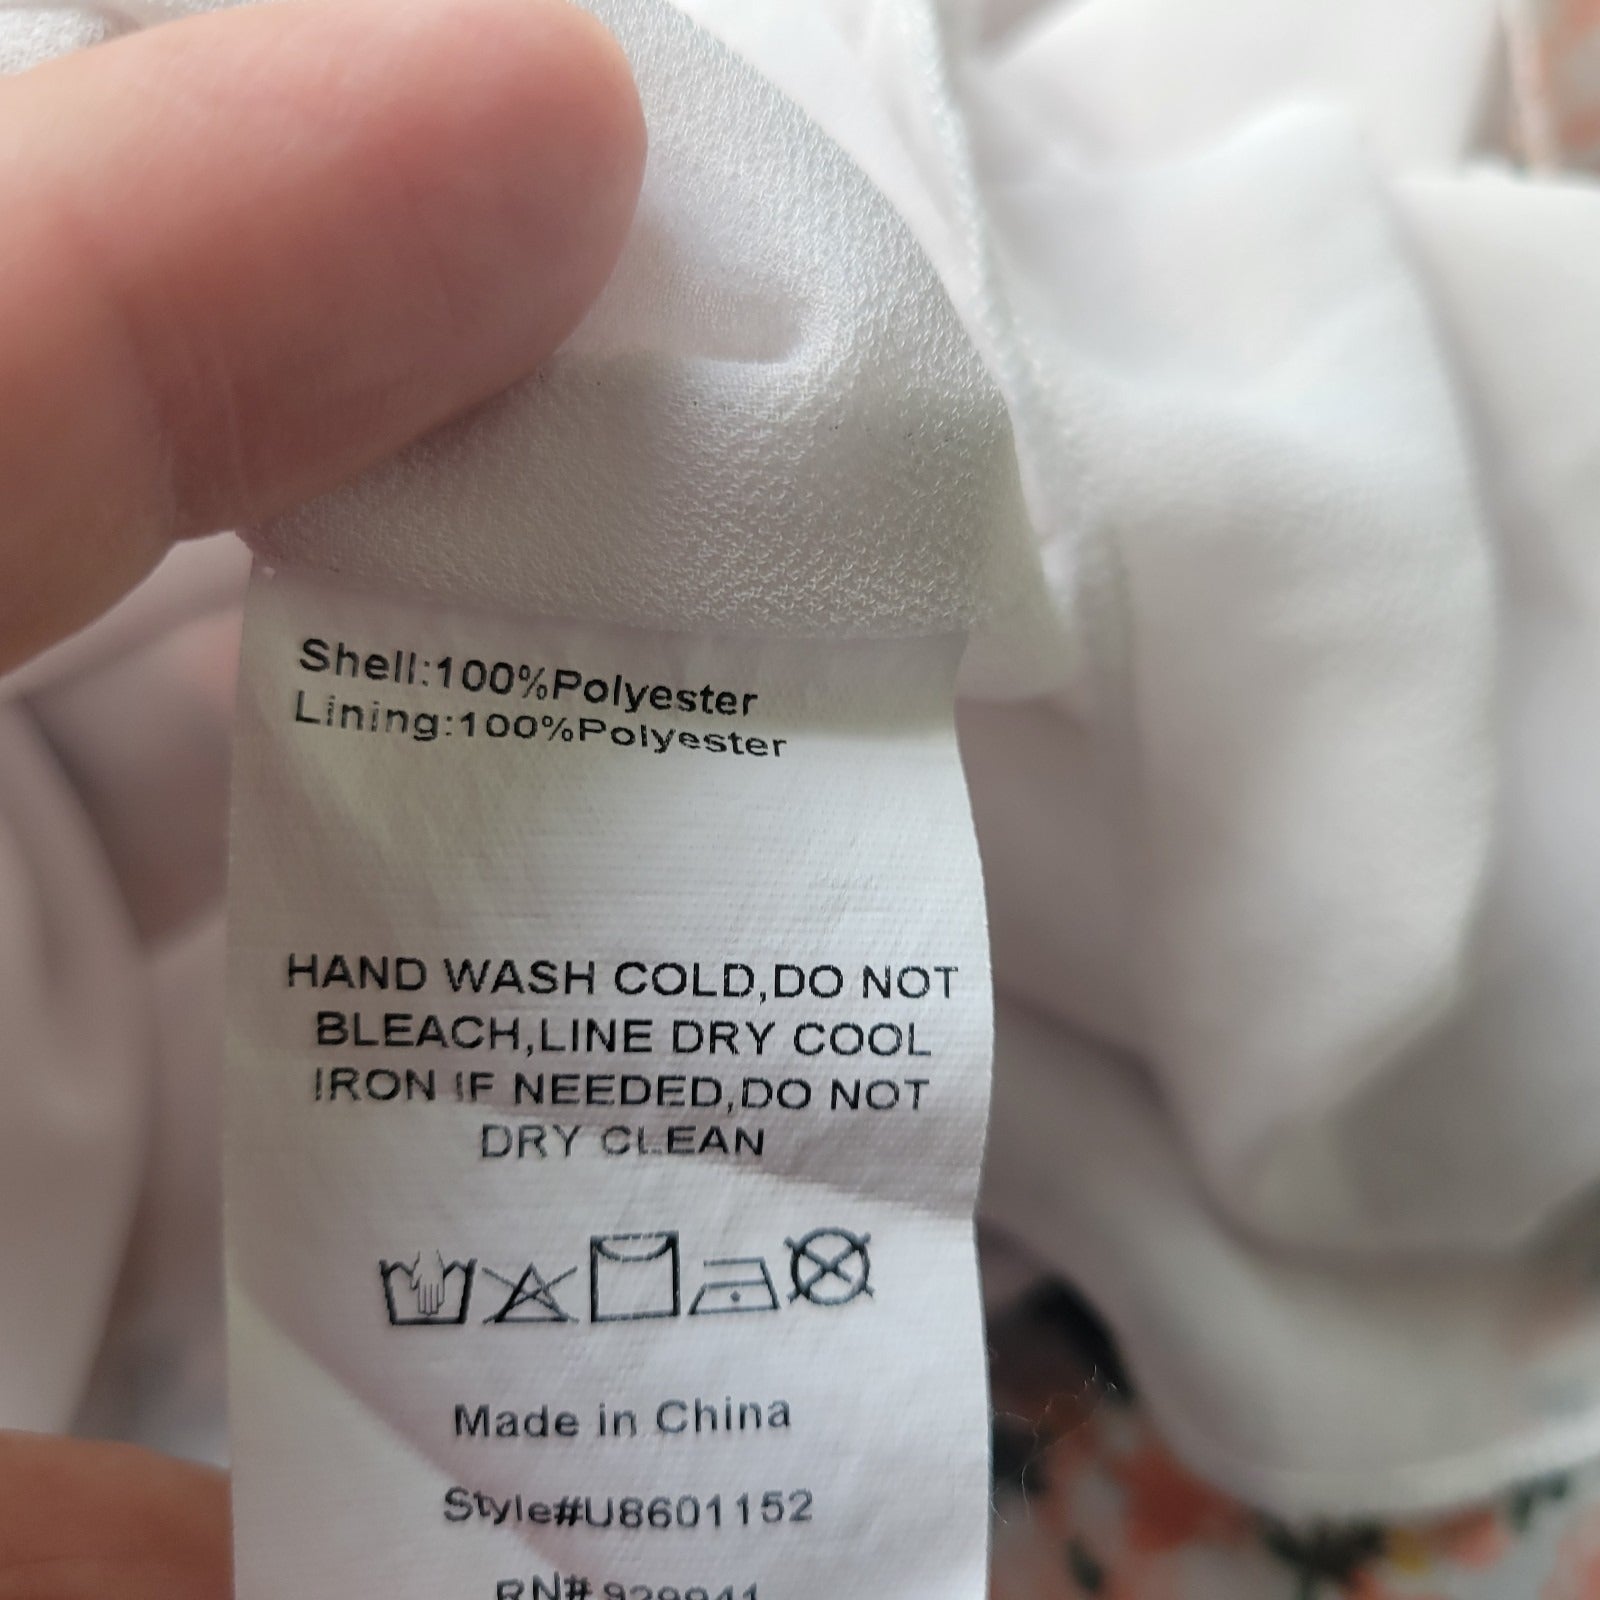 Shell:100%Polyester
Lining:100%Polyester
HAND WASH COLD,DO NOT
BLEACH,LINE DRY COOL
IRON IF NEEDED,DO NOT
DRY CLEAN
Made in China
Style#U8601152
RN#